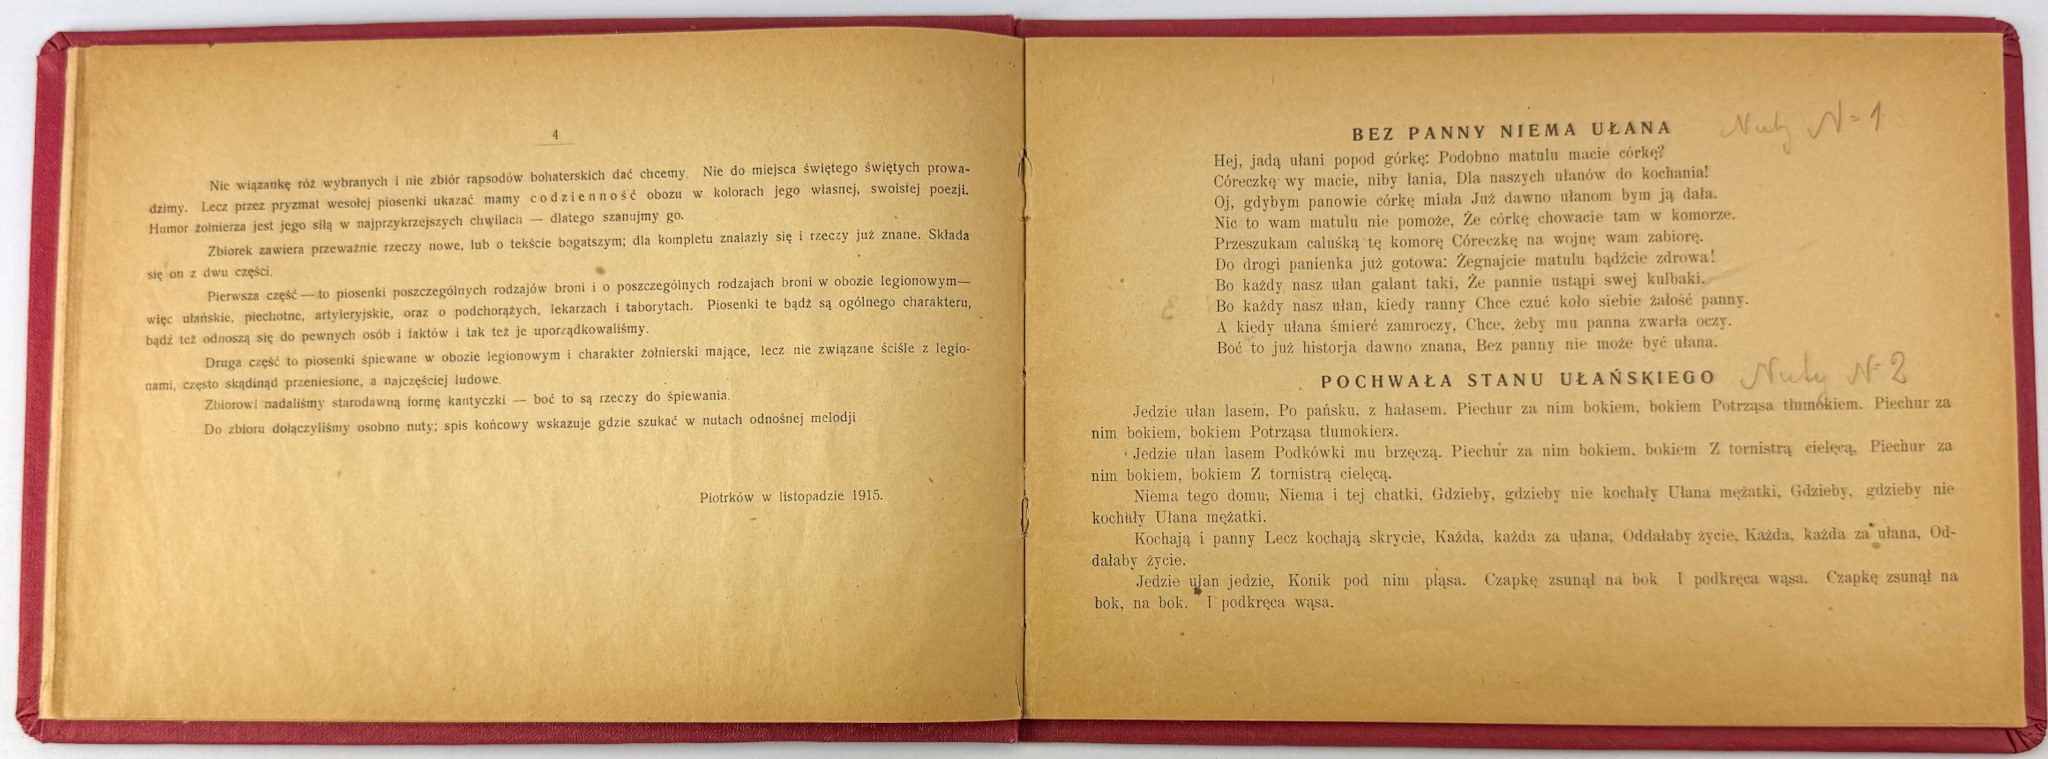 4
Nie wiązankę róż wybranych i nie zbiór rapsodów bohaterskich dać chcemy. Nie do miejsca świętego świętych prowa-
dzimy. Lecz przez pryzmat wesołej piosenki ukazać mamy codzienność obozu w kolorach jego własnej, swoistej poezji.
Humor żołnierza jest jego siłą w najprzykrzejszych chwilach — dlatego szanujmy go.
Zbiorek zawiera przeważnie rzeczy nowe, lub o tekście bogatszym; dla kompletu znalazły się i rzeczy już znane. Składa
się on z dwu części.
Pierwsza część — to piosenki poszczególnych rodzajów broni i o poszczególnych rodzajach broni w obozie legionowym—
więc ułańskie, piechotne, artyleryjskie, oraz o podchorążych, lekarzach i taborytach. Piosenki te bądź są ogólnego charakteru,
bądź też odnoszą się do pewnych osób i faktów i tak też je uporządkowaliśmy.
Druga część to piosenki śpiewane w obozie legionowym i charakter żołnierski mające, lecz nie związane ściśle z legio-
nami, często skądinąd przeniesione, a najczęściej ludowe.
Zbiorowi nadaliśmy starodawną formę kantyczki — boć to są rzeczy do śpiewania.
Do zbioru dołączyliśmy osobno nuty; spis końcowy wskazuje gdzie szukać w nutach odnośnej melodji
Piotrków w listopadzie 1915.
BEZ PANNY NIEMA UŁANA Nuty N= 1
Hej, jadą ułani popod górkę: Podobno matulu macie córkę?
Córeczkę wy macie, niby łania, Dla naszych ułanów do kochania!
Oj, gdybym panowie córkę miała Już dawno ułanom bym ją dała.
Nic to wam matulu nie pomoże, Że córkę chowacie tam w komorze.
Przeszukam caluśką tę komorę Córeczkę na wojnę wam zabiorę.
Do drogi panienka już gotowa: Żegnajcie matulu bądźcie zdrowa!
Bo każdy nasz ułan galant taki, Że pannie ustąpi swej kulbaki.
Bo każdy nasz ułan, kiedy ranny Chce czuć koło siebie żałość panny.
A kiedy ułana śmierć zamroczy, Chce, żeby mu panna zwarła oczy.
Boć to już historja dawno znana, Bez panny nie może być ułana.
POCHWAŁA STANU UŁAŃSKIEGO Nuty N= 2
Jedzie ułan lasem, Po pańsku, z hałasem. Piechur za nim bokiem, bokiem Potrząsa tłumokiem. Piechur za
nim bokiem, bokiem Potrząsa tłumokiem.
Jedzie ułan lasem Podkówki mu brzęczą. Piechur za nim bokiem, bokiem Z tornistrą cielęcą, Piechur za
nim bokiem, bokiem Z tornistrą cielęcą.
Niema tego domu, Niema i tej chatki, Gdzieby, gdzieby nie kochały Ułana mężatki, Gdzieby, gdzieby nie
kochały Ułana mężatki.
Kochają i panny Lecz kochają skrycie, Każda, każda za ułana, Oddałaby życie, Każda, każda za ułana, Od-
dałaby życie.
Jedzie ułan jedzie, Konik pod nim pląsa. Czapkę zsunął na bok I podkręca wąsa. Czapkę zsunął na
bok, na bok. I podkręca wąsa.